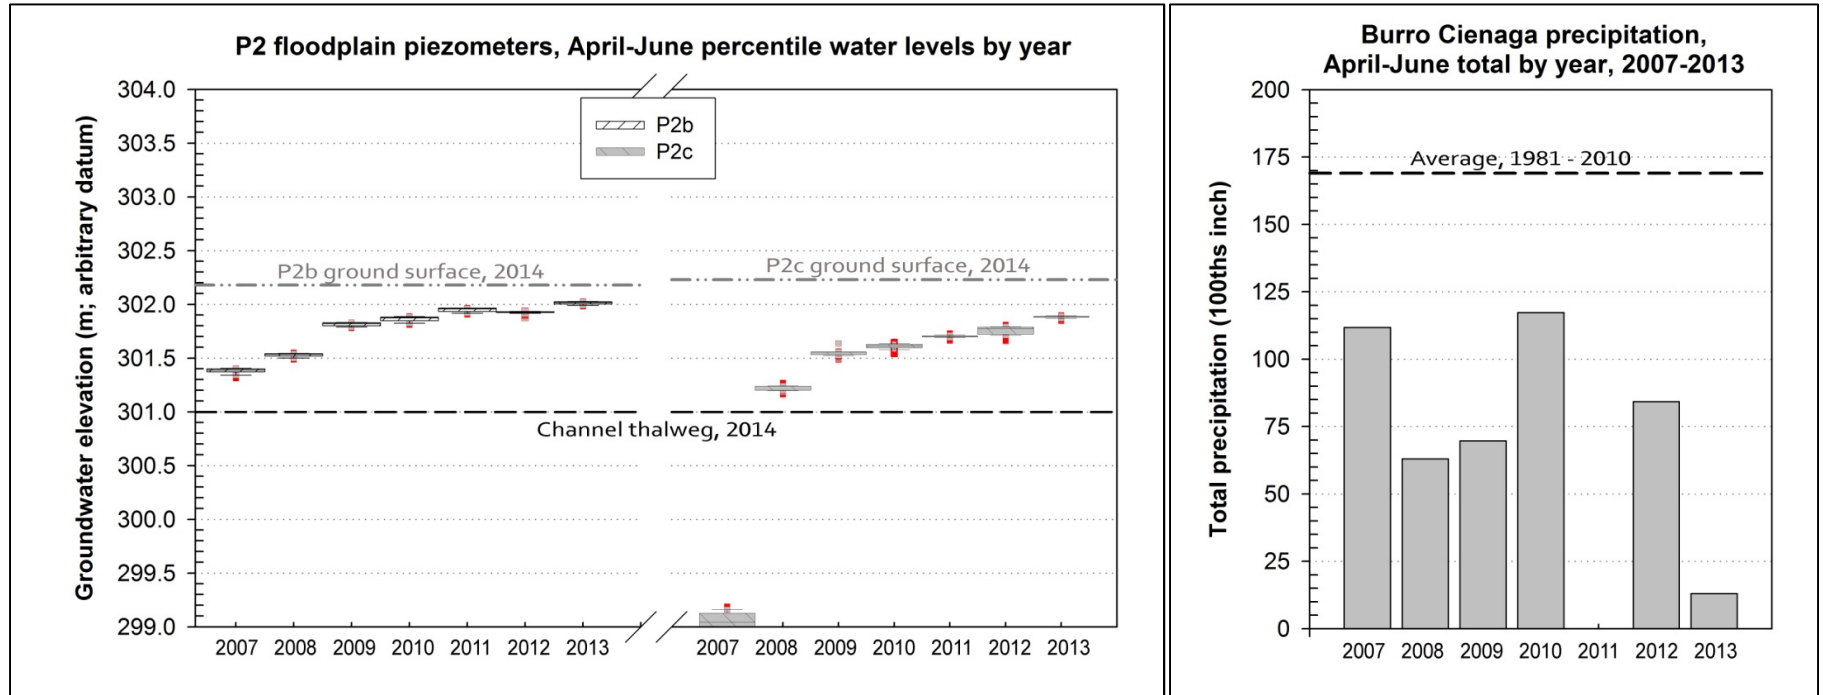 P2 floodplain piezometers, April-June percentile water levels by year
Groundwater elevation (m; arbitrary datum)
304.0
303.5
303.0
302.5
302.0
301.5
301.0
300.5
300.0
299.5
299.0
P2b
P2c
P2b ground surface, 2014
P2c ground surface, 2014
Channel thalweg, 2014
2007 2008 2009 2010 2011 2012 2013
2007 2008 2009 2010 2011 2012 2013
Burro Cienaga precipitation,
April-June total by year, 2007-2013
Total precipitation (100ths inch)
200
175
150
125
100
75
50
25
0
Average, 1981 - 2010
2007 2008 2009 2010 2011 2012 2013